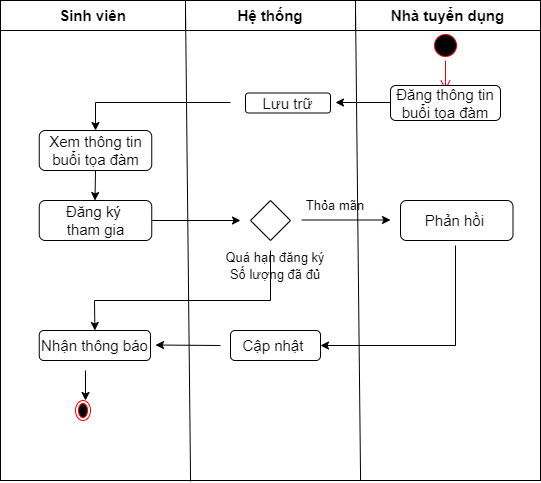 Sinh viên
Hệ thống
Nhà tuyển dụng
Đăng thông tin
buổi tọa đàm
Lưu trữ
Xem thông tin
buổi tọa đàm
Đăng ký
tham gia
Thỏa mãn
Phản hồi
Quá hạn đăng ký
Số lượng đã đủ
Nhận thông báo
Cập nhật